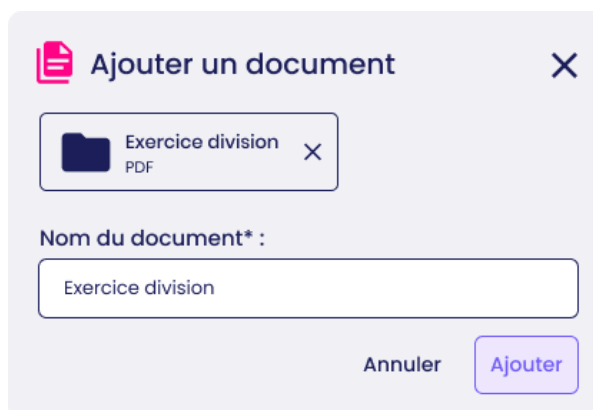 Ajouter un document
Exercice division
PDF
Nom du document* :
Exercice division
Annuler
Ajouter